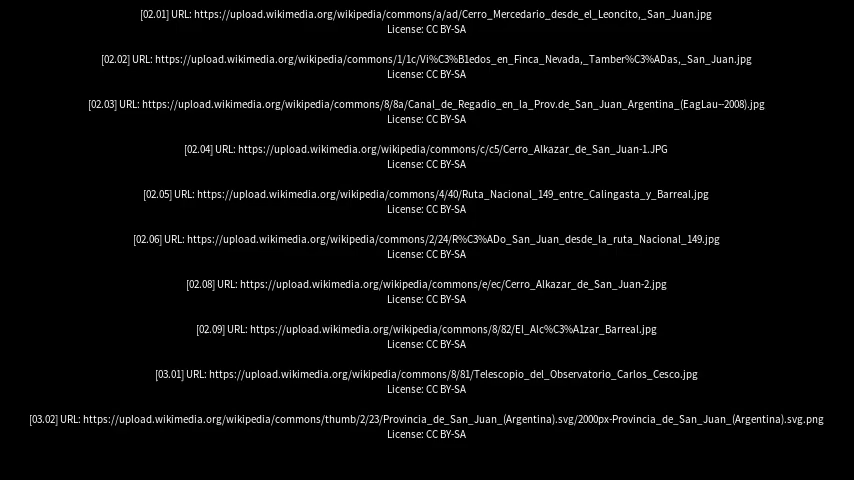 [02.01] URL: https://upload.wikimedia.org/wikipedia/commons/a/ad/Cerro_Mercedario_desde_el_Leoncito,_San_Juan.jpg
License: CC BY-SA
[02.02] URL: https://upload.wikimedia.org/wikipedia/commons/1/1c/Vi%C3%B1edos_en_Finca_Nevada,_Tamber%C3%ADas,_San_Juan.jpg
License: CC BY-SA
[02.03] URL: https://upload.wikimedia.org/wikipedia/commons/8/8a/Canal_de_Regadio_en_la_Prov.de_San_Juan_Argentina_(EagLau--2008).jpg
License: CC BY-SA
[02.04] URL: https://upload.wikimedia.org/wikipedia/commons/c/c5/Cerro_Alkazar_de_San_Juan-1.JPG
License: CC BY-SA
[02.05] URL: https://upload.wikimedia.org/wikipedia/commons/4/40/Ruta_Nacional_149_entre_Calingasta_y_Barreal.jpg
License: CC BY-SA
[02.06] URL: https://upload.wikimedia.org/wikipedia/commons/2/24/R%C3%ADo_San_Juan_desde_la_ruta_Nacional_149.jpg
License: CC BY-SA
[02.08] URL: https://upload.wikimedia.org/wikipedia/commons/e/ec/Cerro_Alkazar_de_San_Juan-2.jpg
License: CC BY-SA
[02.09] URL: https://upload.wikimedia.org/wikipedia/commons/8/82/El_Alc%C3%A1zar_Barreal.jpg
License: CC BY-SA
[03.01] URL: https://upload.wikimedia.org/wikipedia/commons/8/81/Telescopio_del_Observatorio_Carlos_Cesco.jpg
License: CC BY-SA
[03.02] URL: https://upload.wikimedia.org/wikipedia/commons/thumb/2/23/Provincia_de_San_Juan_(Argentina).svg/2000px-Provincia_de_San_Juan_(Argentina).svg.png
License: CC BY-SA